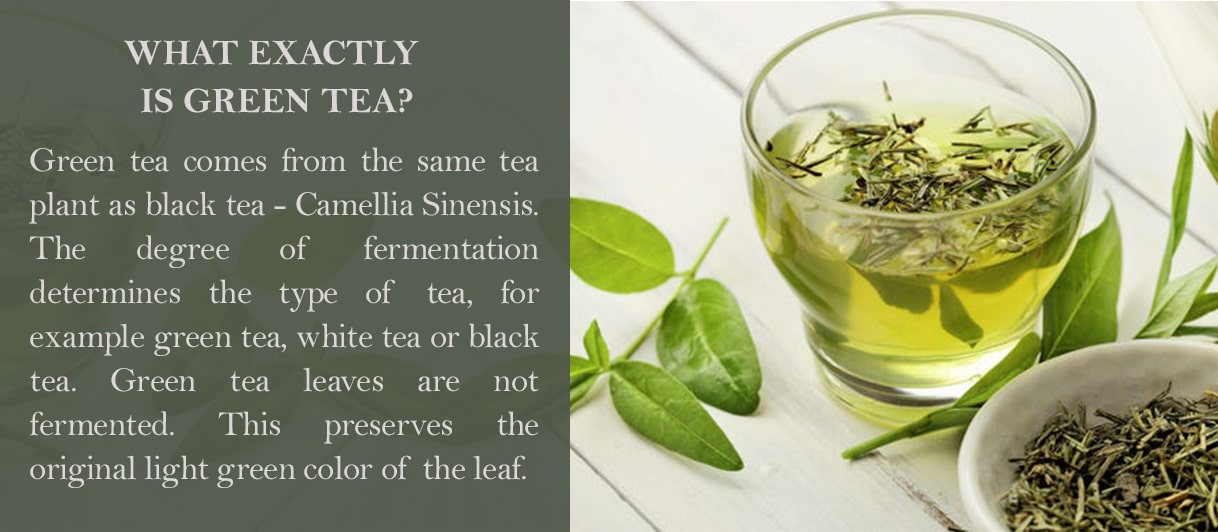 WHAT EXACTLY
IS GREEN TEA?
Green tea comes from the same tea
plant as black tea – Camellia Sinensis.
The degree of fermentation
determines the type of tea, for
example green tea, white tea or black
tea. Green tea leaves are not
fermented. This preserves the
original light green color of the leaf.